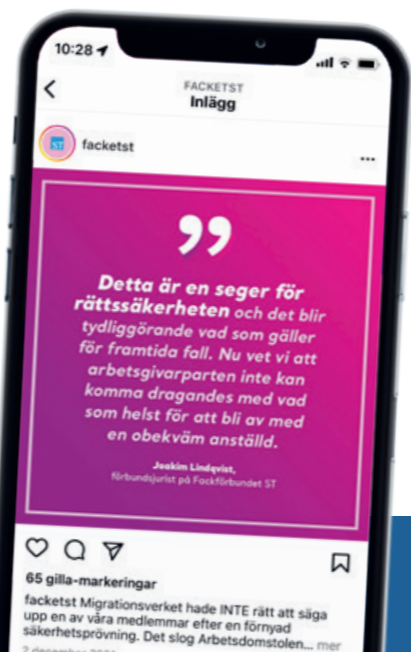 10:28
FACKETST
Inlägg
ST
facketst
...
”
Detta är en seger för
rättssäkerheten och det blir
tydliggörande vad som gäller
för framtida fall. Nu vet vi att
arbetsgivarparten inte kan
komma dragandes med vad
som helst för att bli av med
en obekväm anställd.
Joakim Lindqvist,
förbundsjurist på Fackförbundet ST
65 gilla-markeringar
facketst Migrationsverket hade INTE rätt att säga
upp en av våra medlemmar efter en förnyad
säkerhetsprövning. Det slog Arbetsdomstolen... mer
2 december